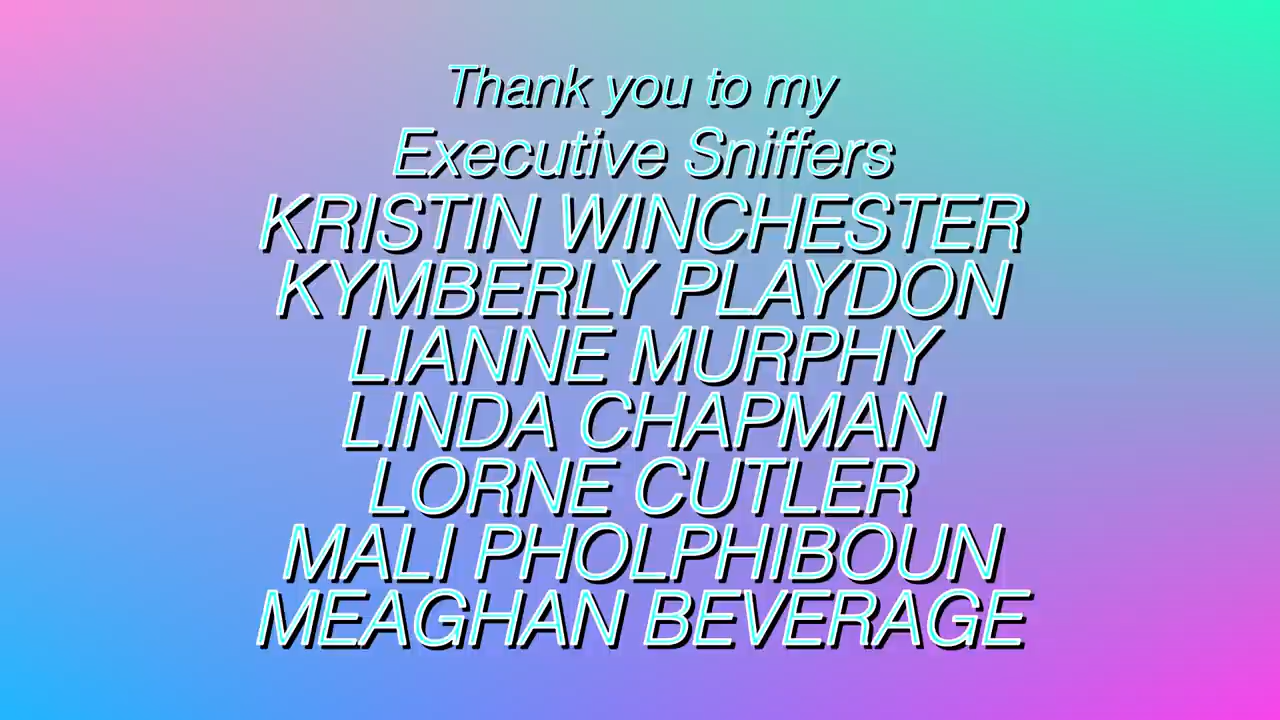 Thank you to my
Executive Sniffers
KRISTIN WINCHESTER
KYMBERLY PLAYDON
LIANNE MURPHY
LINDA CHAPMAN
LORNE CUTLER
MALI PHOLPHIBOUN
MEAGHAN BEVERAGE